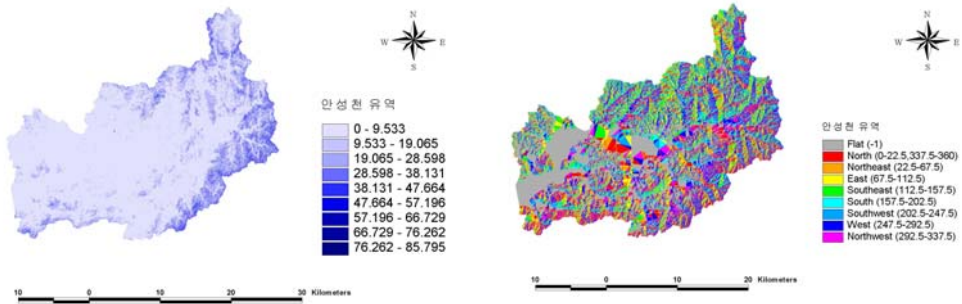 N
W E
S
안성천 유역
0 - 9.533
9.533 - 19.065
19.065 - 28.598
28.598 - 38.131
38.131 - 47.664
47.664 - 57.196
57.196 - 66.729
66.729 - 76.262
76.262 - 85.795
10 0 10 20 30 Kilometers
N
W E
S
안성천 유역
Flat (-1)
North (0-22.5,337.5-360)
Northeast (22.5-67.5)
East (67.5-112.5)
Southeast (112.5-157.5)
South (157.5-202.5)
Southwest (202.5-247.5)
West (247.5-292.5)
Northwest (292.5-337.5)
10 0 10 20 Kilometers